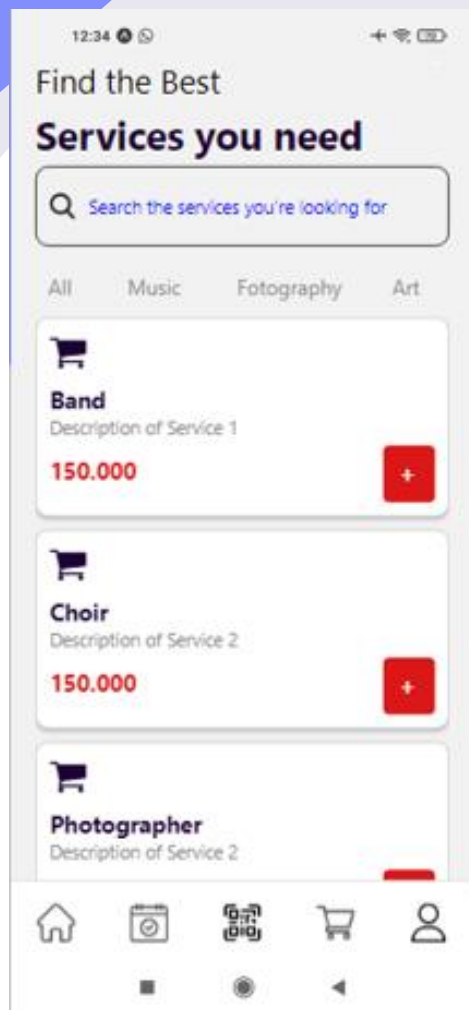 12:34
Find the Best
Services you need
Search the services you're looking for
All Music Fotography Art
Band
Description of Service 1
150.000
+
Choir
Description of Service 2
150.000
+
Photographer
Description of Service 2